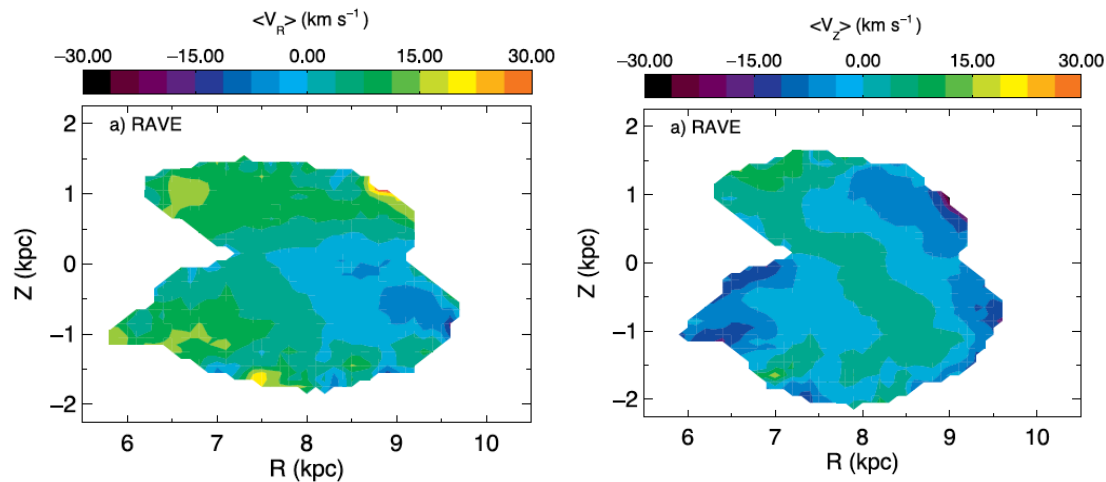 <V_R> (km s⁻¹)
−30.00 −15.00 0.00 15.00 30.00
a) RAVE
2
1
0
−1
−2
Z (kpc)
6 7 8 9 10
R (kpc)
<V_Z> (km s⁻¹)
−30.00 −15.00 0.00 15.00 30.00
a) RAVE
2
1
0
−1
−2
Z (kpc)
6 7 8 9 10
R (kpc)